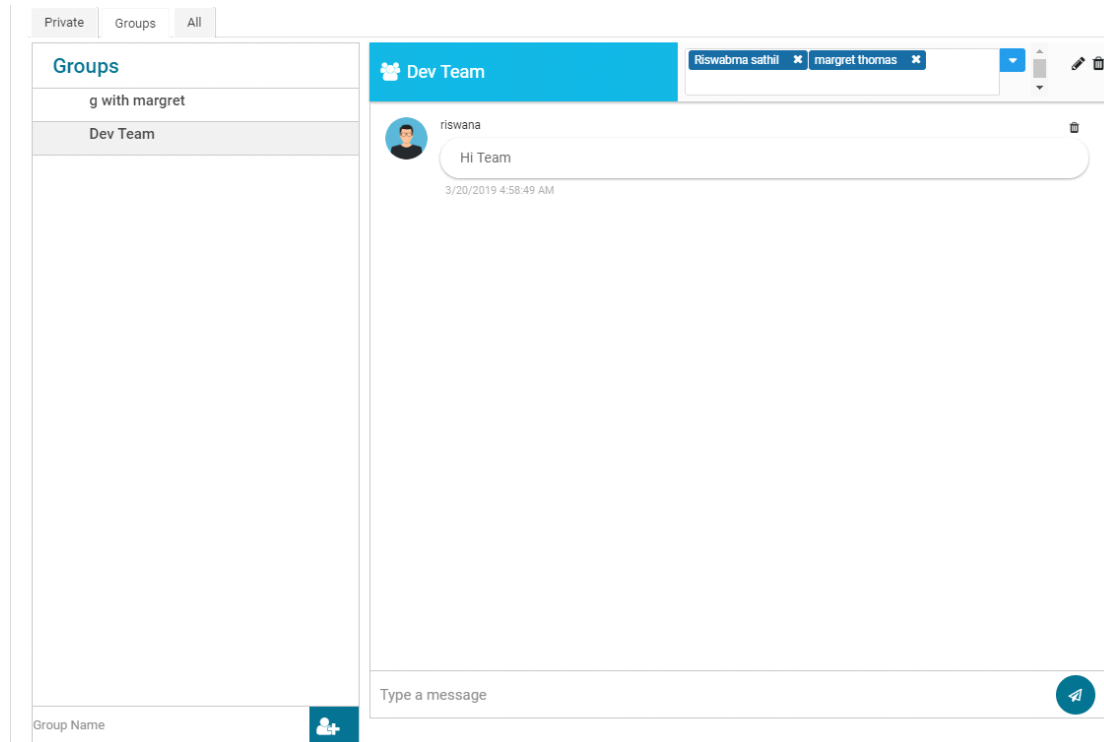 Private Groups All
Groups
g with margret
Dev Team
Group Name
Dev Team
Riswabma sathil margret thomas
riswana
Hi Team
3/20/2019 4:58:49 AM
Type a message